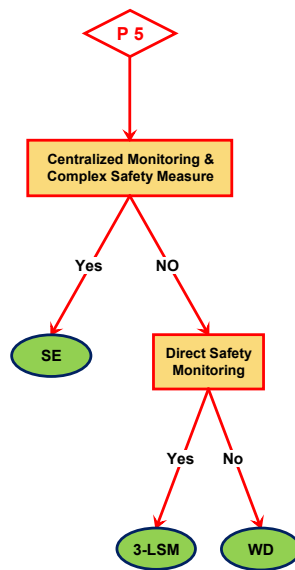 P 5
Centralized Monitoring &
Complex Safety Measure
Yes
NO
SE
Direct Safety
Monitoring
Yes
No
3-LSM
WD